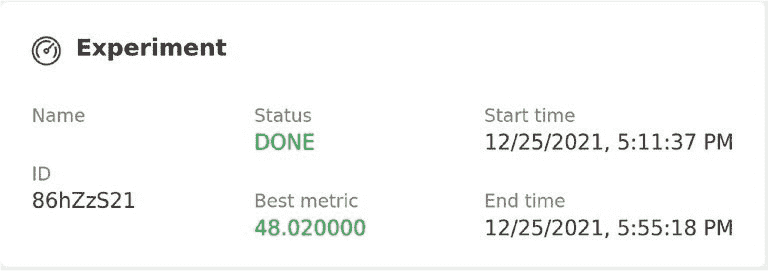 Experiment
Name
ID
86hZzS21
Status
DONE
Best metric
48.020000
Start time
12/25/2021, 5:11:37 PM
End time
12/25/2021, 5:55:18 PM